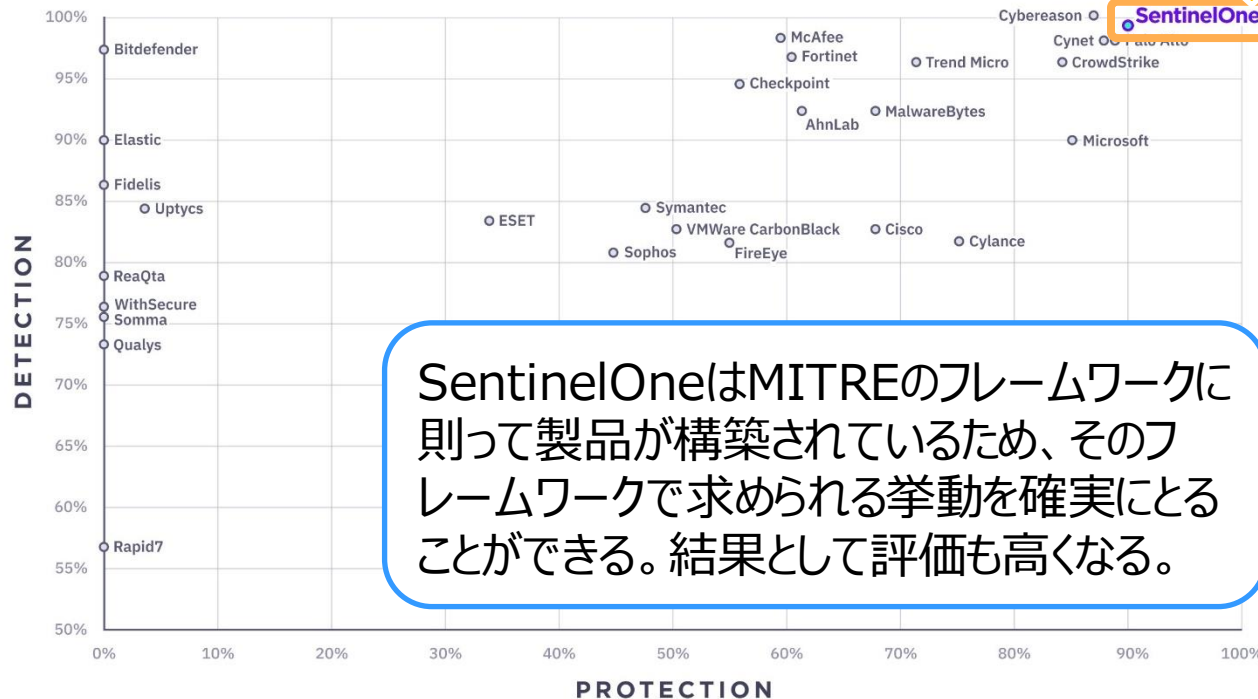 100%
95%
90%
85%
80%
75%
70%
65%
60%
55%
50%
DETECTION
Cybereason
SentinelOne
Bitdefender
McAfee
Cynet
Palo Alto
Fortinet
Trend Micro
CrowdStrike
Checkpoint
AhnLab
MalwareBytes
Elastic
Microsoft
Fidelis
Uptycs
ESET
Symantec
VMWare CarbonBlack
Cisco
Sophos
FireEye
Cylance
ReaQta
WithSecure
Somma
Qualys
Rapid7
SentinelOneはMITREのフレームワークに
則って製品が構築されているため、そのフ
レームワークで求められる挙動を確実にとる
ことができる。結果として評価も高くなる。
0%
10%
20%
30%
40%
50%
60%
70%
80%
90%
100%
PROTECTION